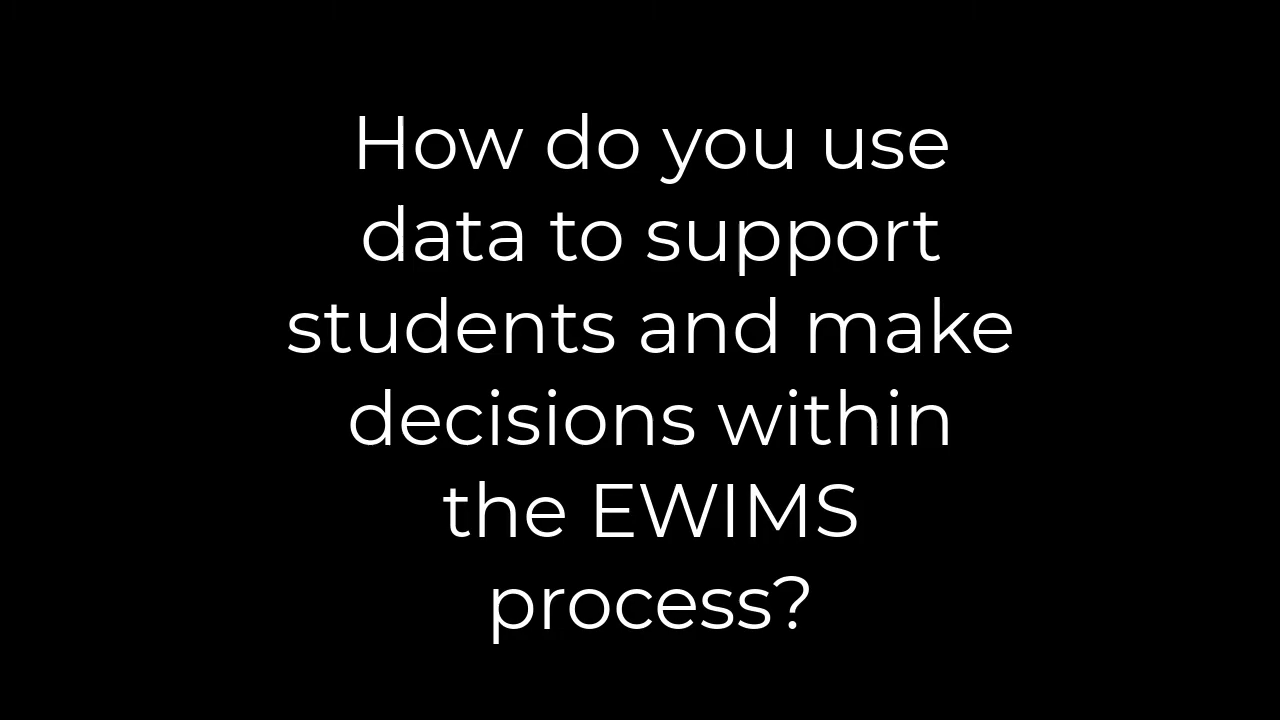 How do you use
data to support
students and make
decisions within
the EWIMS
process?